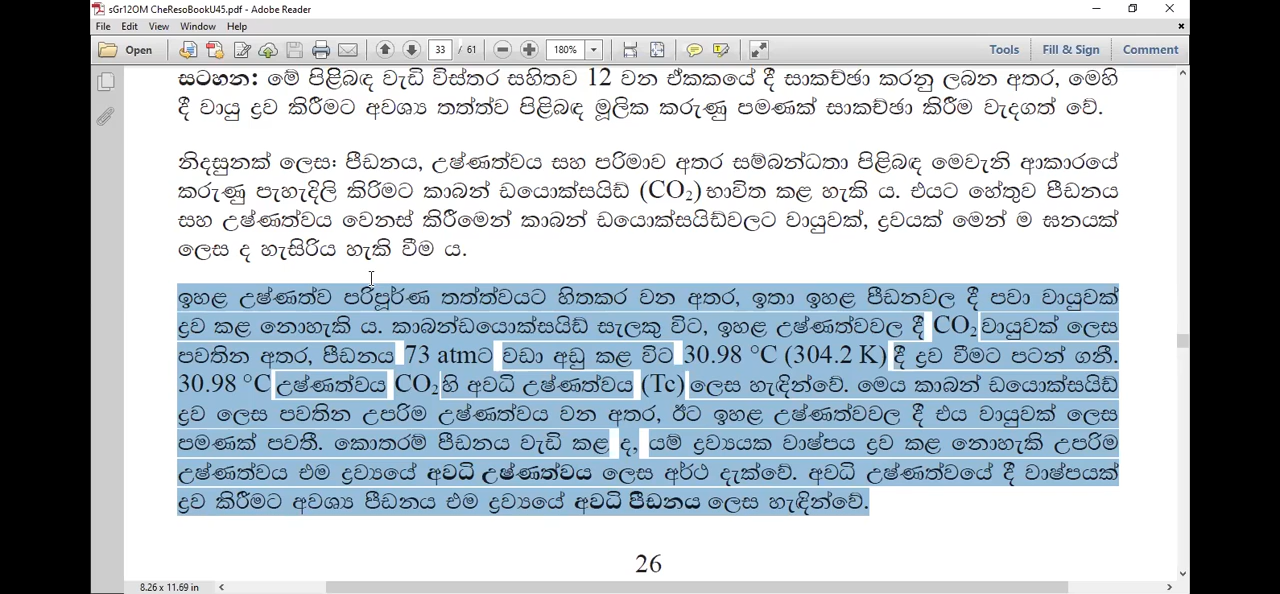 sGr12OM CheResoBookU45.pdf - Adobe Reader
File Edit View Window Help
Open 33 / 61 180% Tools Fill & Sign Comment
සටහන: මේ පිළිබඳ වැඩි විස්තර සහිතව 12 වන ඒකකයේ දී සාකච්ඡා කරනු ලබන අතර, මෙහි
දී වායු ද්‍රව කිරීමට අවශ්‍ය තත්ත්ව පිළිබඳ මූලික කරුණු පමණක් සාකච්ඡා කිරීම වැදගත් වේ.
නිදසුනක් ලෙස: පීඩනය, උෂ්ණත්වය සහ පරිමාව අතර සම්බන්ධතා පිළිබඳ මෙවැනි ආකාරයේ
කරුණු පැහැදිලි කිරිමට කාබන් ඩයොක්සයිඩ් (CO₂) භාවිත කළ හැකි ය. එයට හේතුව පීඩනය
සහ උෂ්ණත්වය වෙනස් කිරීමෙන් කාබන් ඩයොක්සයිඩ්වලට වායුවක්, ද්‍රවයක් මෙන් ම ඝනයක්
ලෙස ද හැසිරිය හැකි වීම ය.
ඉහළ උෂ්ණත්ව පරිපූර්ණ තත්ත්වයට හිතකර වන අතර, ඉතා ඉහළ පීඩනවල දී පවා වායුවක්
ද්‍රව කළ නොහැකි ය. කාබන්ඩයොක්සයිඩ් සැලකූ විට, ඉහළ උෂ්ණත්වවල දී CO₂ වායුවක් ලෙස
පවතින අතර, පීඩනය 73 atmට වඩා අඩු කළ විට 30.98 °C (304.2 K) දී ද්‍රව වීමට පටන් ගනී.
30.98 °C උෂ්ණත්වය CO₂හි අවධි උෂ්ණත්වය (Tc) ලෙස හැඳින්වේ. මෙය කාබන් ඩයොක්සයිඩ්
ද්‍රව ලෙස පවතින උපරිම උෂ්ණත්වය වන අතර, ඊට ඉහළ උෂ්ණත්වවල දී එය වායුවක් ලෙස
පමණක් පවතී. කොතරම් පීඩනය වැඩි කළ ද, යම් ද්‍රව්‍යයක වාෂ්පය ද්‍රව කළ නොහැකි උපරිම
උෂ්ණත්වය එම ද්‍රව්‍යයේ අවධි උෂ්ණත්වය ලෙස අර්ථ දැක්වේ. අවධි උෂ්ණත්වයේ දී වාෂ්පයක්
ද්‍රව කිරීමට අවශ්‍ය පීඩනය එම ද්‍රව්‍යයේ අවධි පීඩනය ලෙස හැඳින්වේ.
26
8.26 x 11.69 in